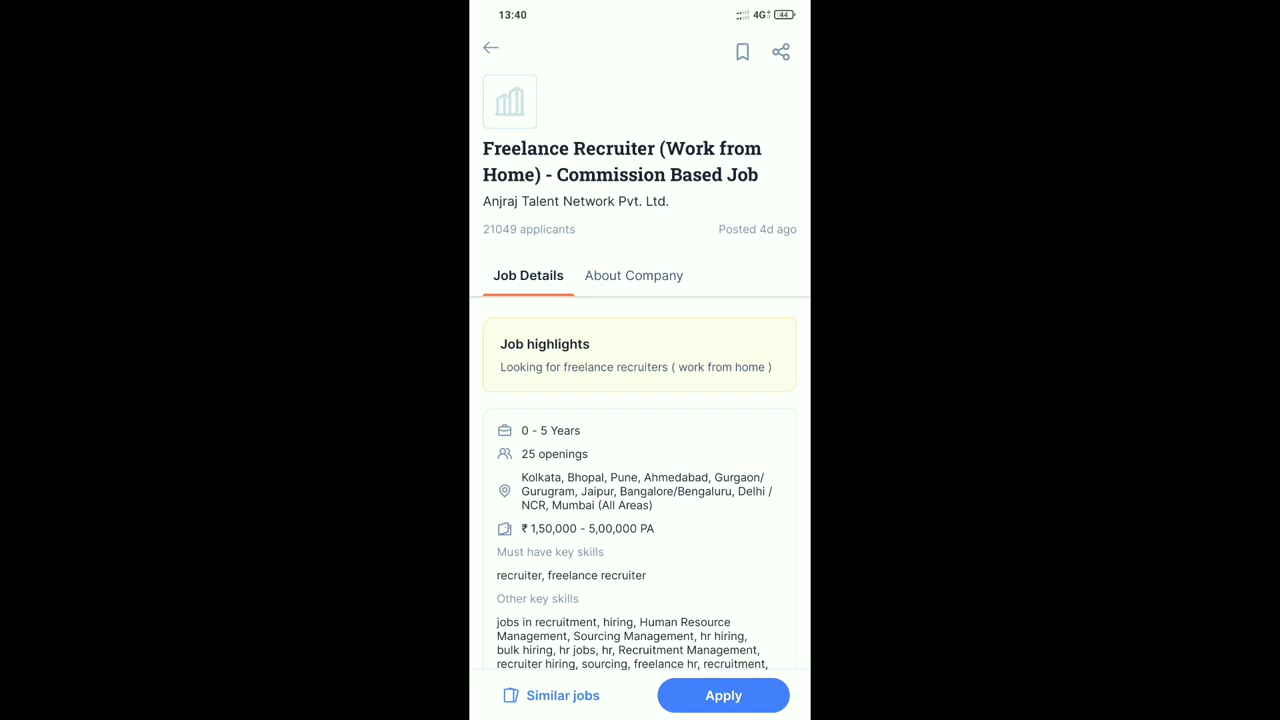 13:40
4G+ 44
Freelance Recruiter (Work from
Home) - Commission Based Job
Anjraj Talent Network Pvt. Ltd.
21049 applicants
Posted 4d ago
Job Details
About Company
Job highlights
Looking for freelance recruiters ( work from home )
0 - 5 Years
25 openings
Kolkata, Bhopal, Pune, Ahmedabad, Gurgaon/
Gurugram, Jaipur, Bangalore/Bengaluru, Delhi /
NCR, Mumbai (All Areas)
₹ 1,50,000 - 5,00,000 PA
Must have key skills
recruiter, freelance recruiter
Other key skills
jobs in recruitment, hiring, Human Resource
Management, Sourcing Management, hr hiring,
bulk hiring, hr jobs, hr, Recruitment Management,
recruiter hiring, sourcing, freelance hr, recruitment,
Similar jobs
Apply